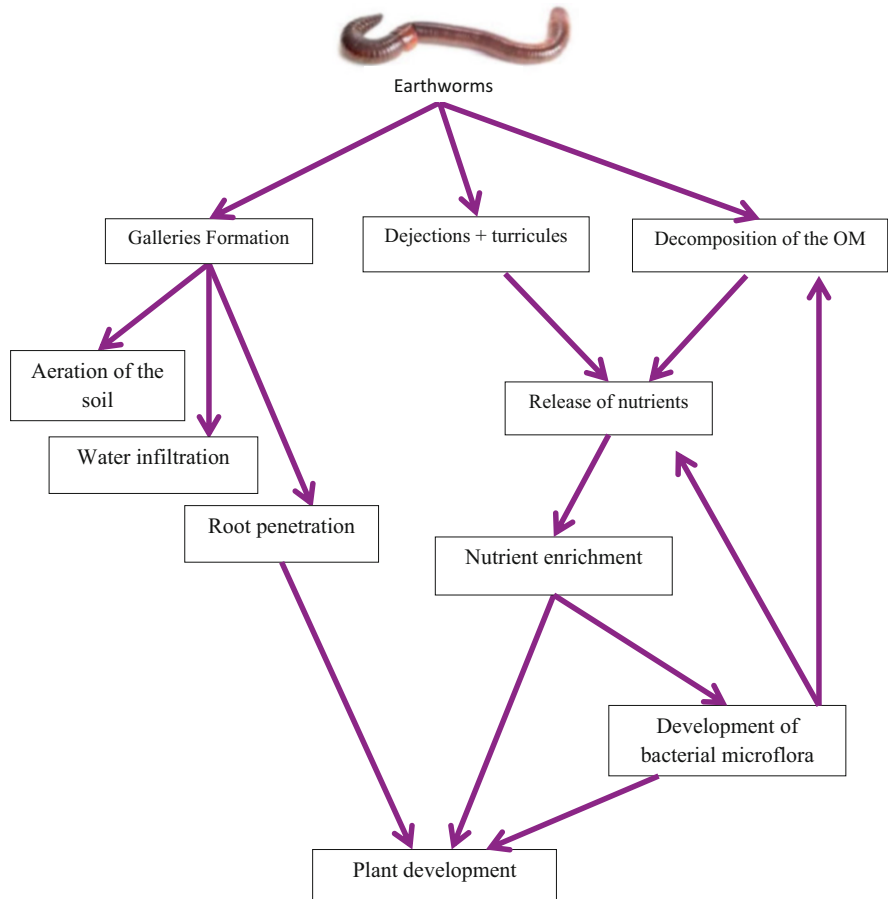 Earthworms
Galleries Formation
Dejections + turricules
Decomposition of the OM
Aeration of the
soil
Release of nutrients
Water infiltration
Root penetration
Nutrient enrichment
Development of
bacterial microflora
Plant development